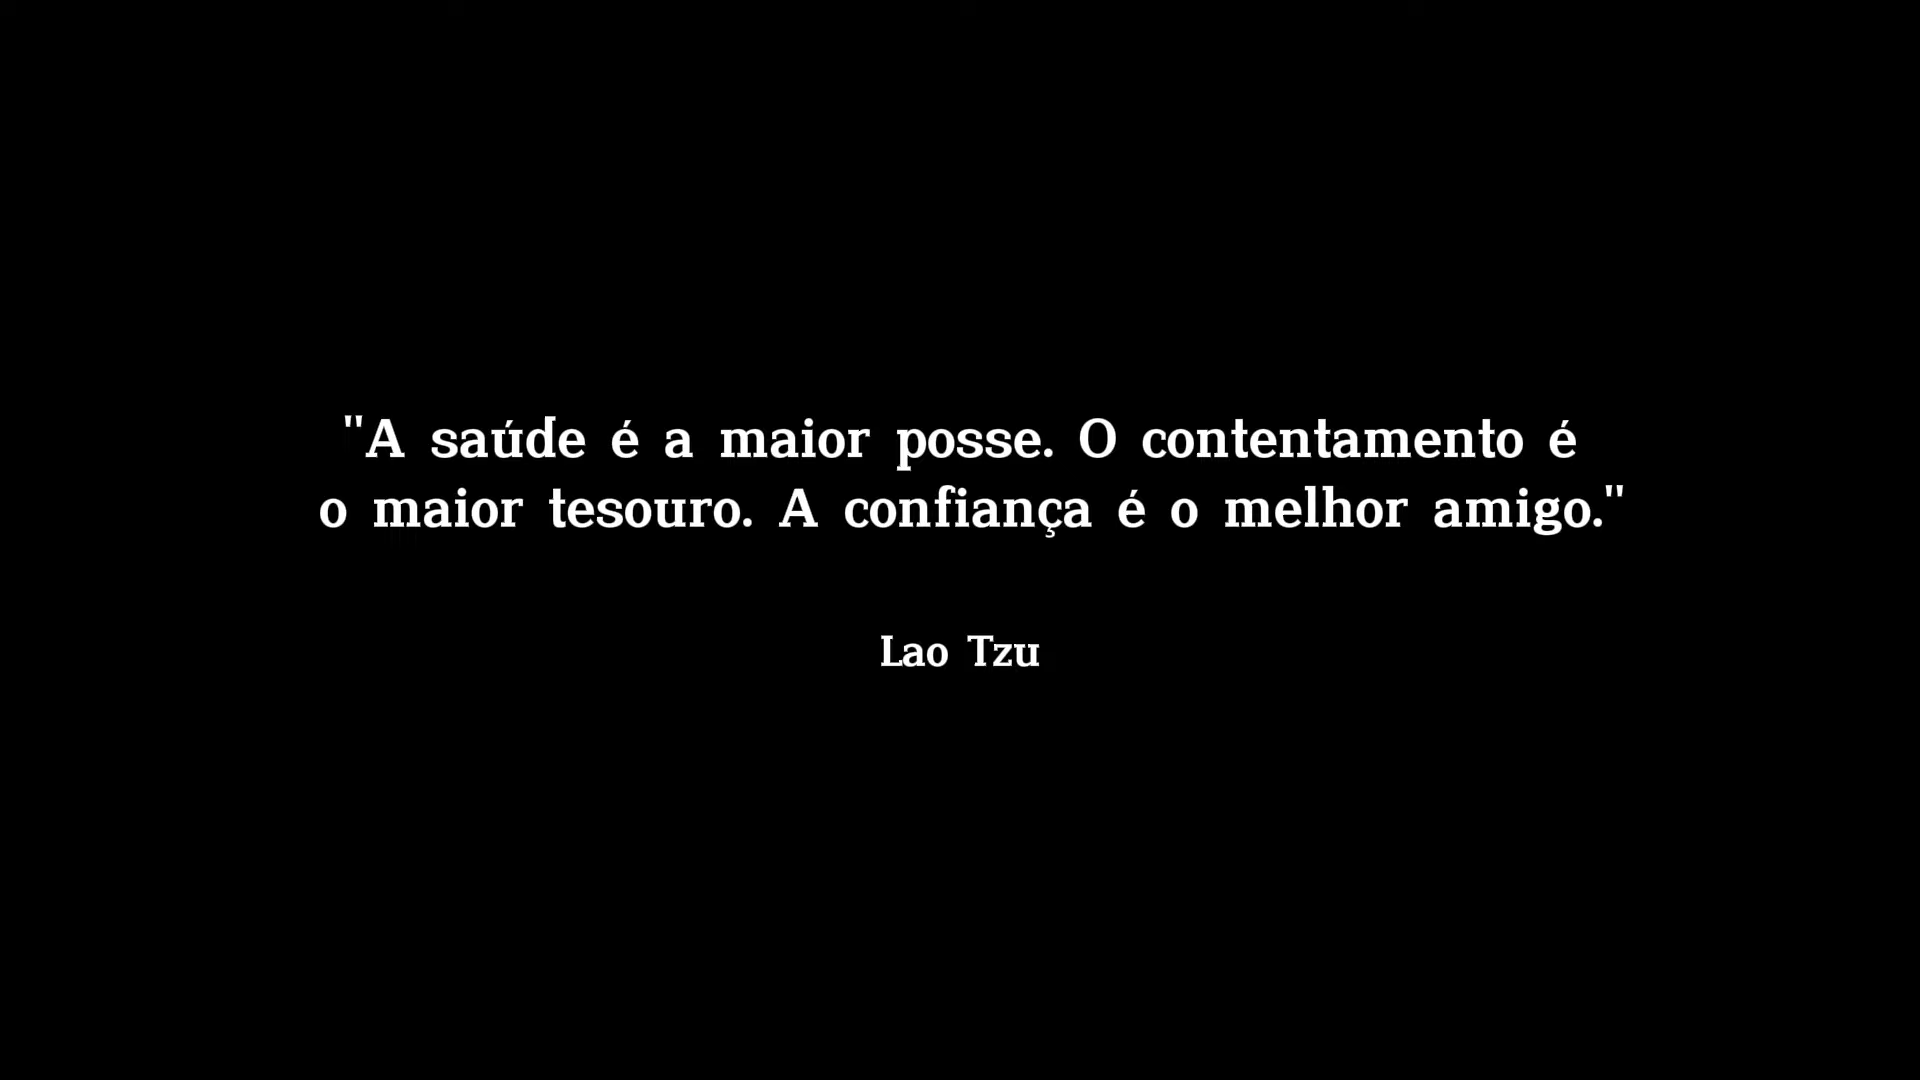 "A saúde é a maior posse. O contentamento é
o maior tesouro. A confiança é o melhor amigo."
Lao Tzu